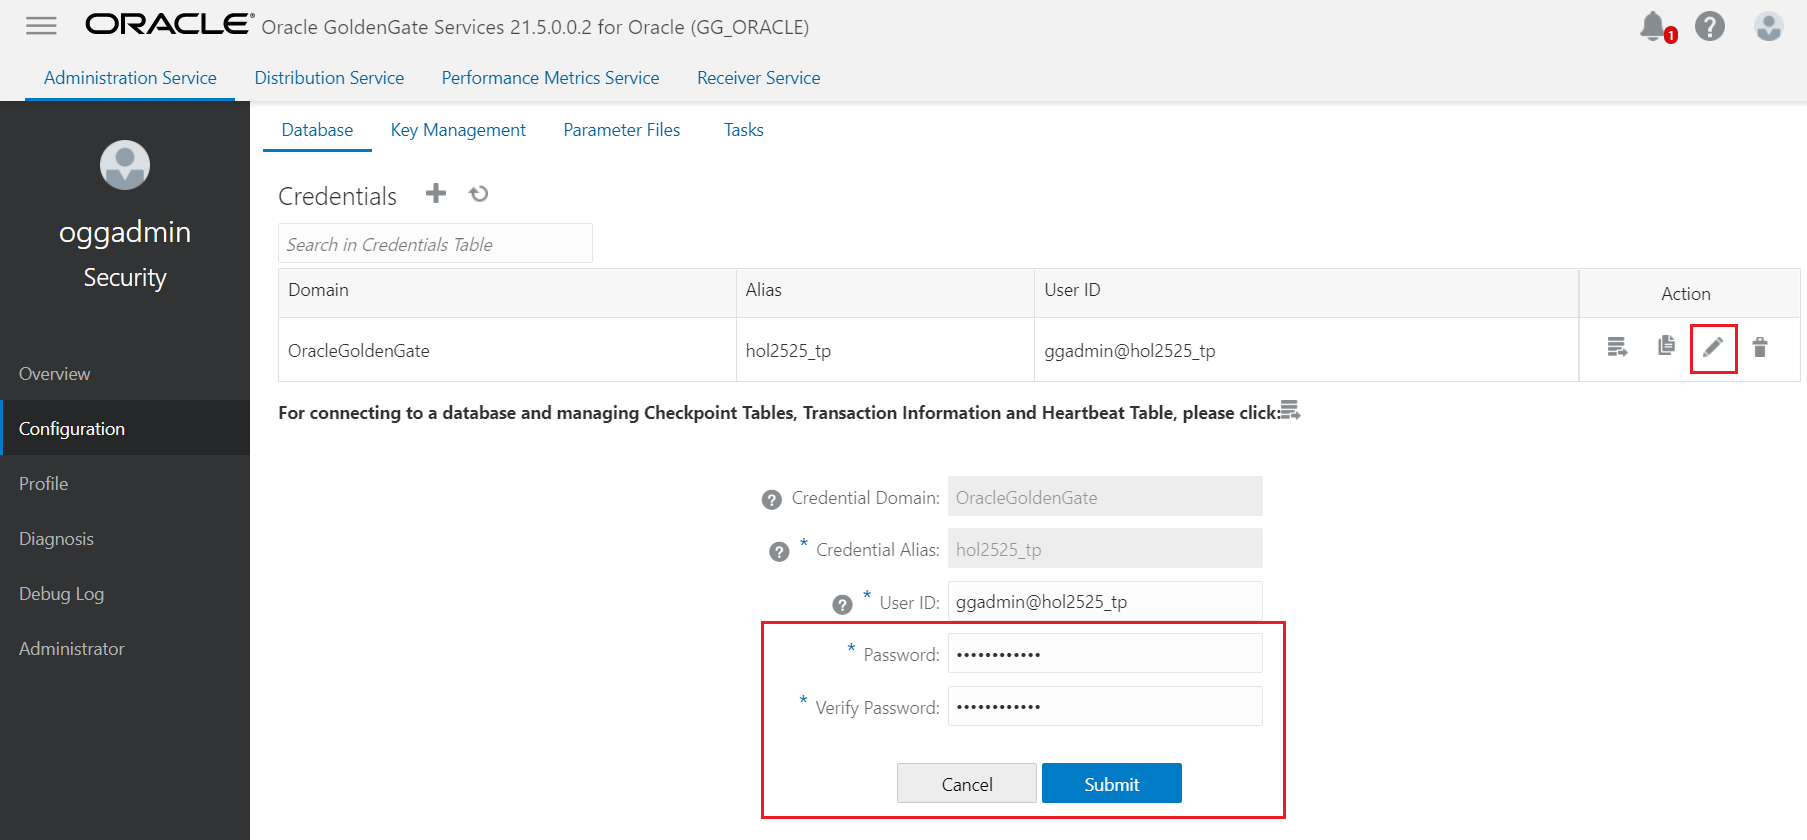 ORACLE® Oracle GoldenGate Services 21.5.0.0.2 for Oracle (GG_ORACLE)
1
?
Administration Service Distribution Service Performance Metrics Service Receiver Service
oggadmin
Security
Overview
Configuration
Profile
Diagnosis
Debug Log
Administrator
Database Key Management Parameter Files Tasks
Credentials
Search in Credentials Table
Domain Alias User ID Action
OracleGoldenGate hol2525_tp ggadmin@hol2525_tp
For connecting to a database and managing Checkpoint Tables, Transaction Information and Heartbeat Table, please click:
? Credential Domain: OracleGoldenGate
? * Credential Alias: hol2525_tp
? * User ID: ggadmin@hol2525_tp
* Password: ••••••••••••
* Verify Password: ••••••••••••
Cancel Submit